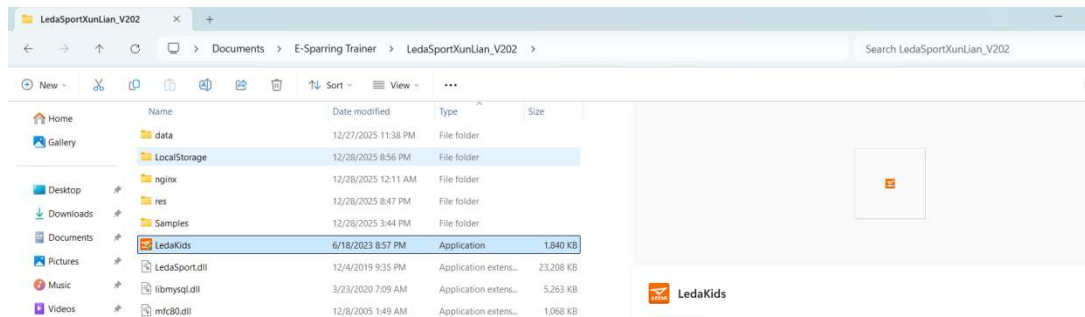 LedaSportXunLian_V202
Documents > E-Sparring Trainer > LedaSportXunLian_V202 >
Search LedaSportXunLian_V202
New
Sort
View
Name Date modified Type Size
Home
Gallery
Desktop
Downloads
Documents
Pictures
Music
Videos
data 12/27/2025 11:38 PM File folder
LocalStorage 12/28/2025 8:56 PM File folder
nginx 12/28/2025 12:11 AM File folder
res 12/28/2025 8:47 PM File folder
Samples 12/28/2025 3:44 PM File folder
LedaKids 6/18/2023 8:57 PM Application 1,840 KB
LedaSport.dll 12/4/2019 9:35 PM Application extens... 23,208 KB
libmysql.dll 3/23/2020 7:09 AM Application extens... 5,263 KB
mfc80.dll 12/8/2005 1:49 AM Application extens... 1,068 KB
LEDA
LedaKids